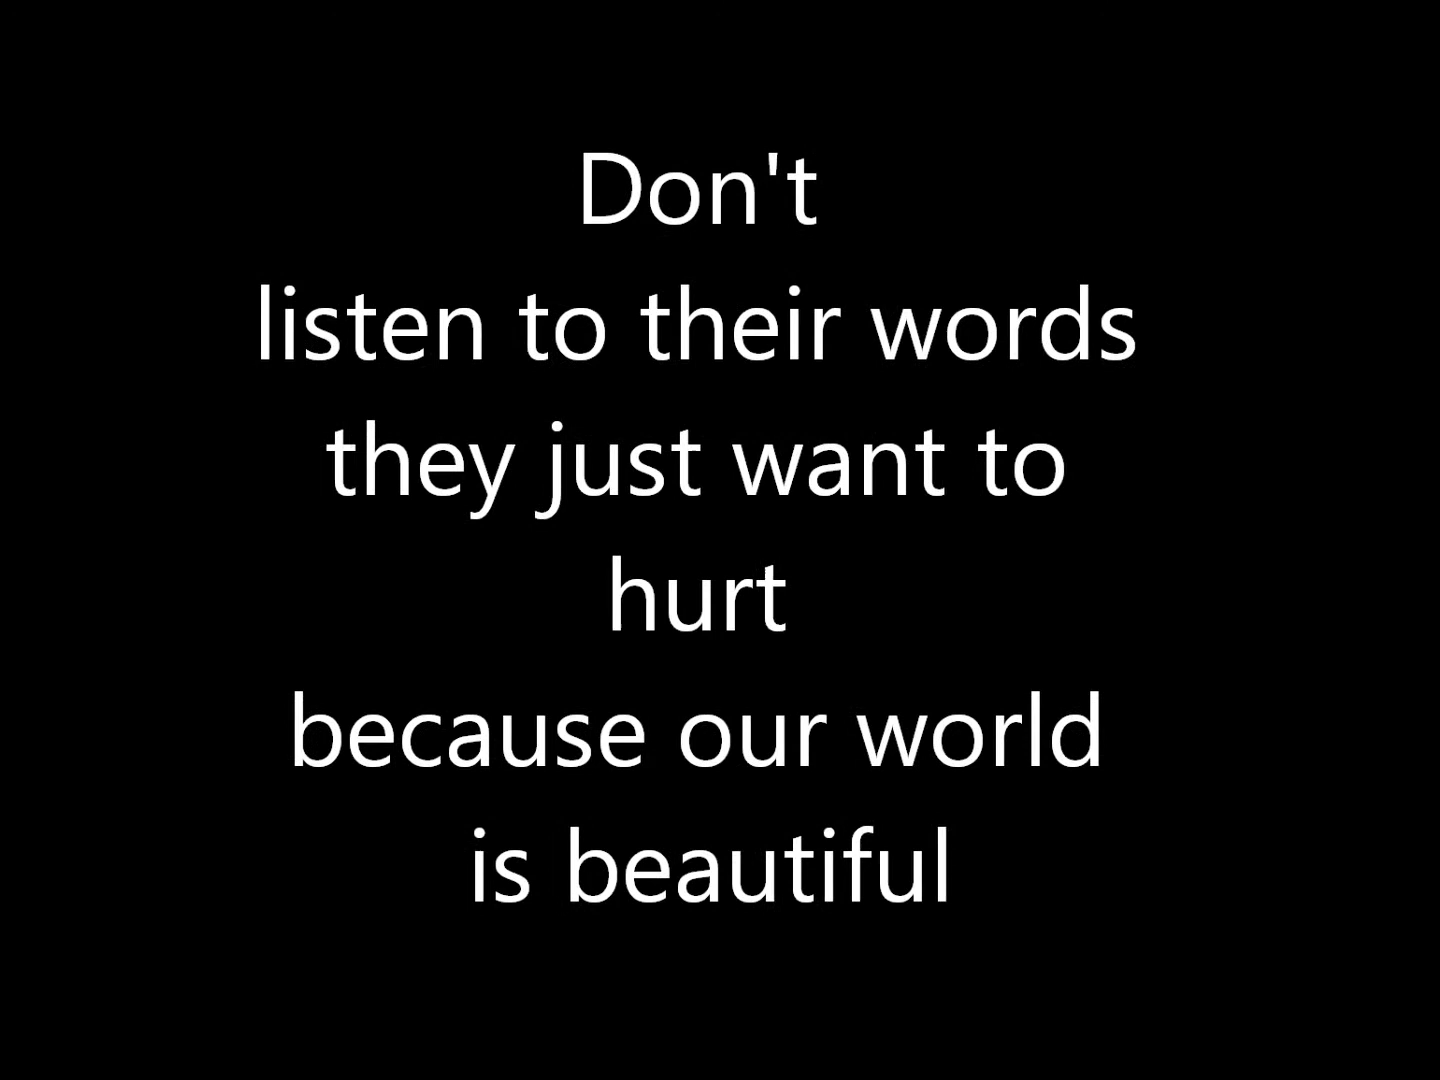 Don't
listen to their words
they just want to
hurt
because our world
is beautiful